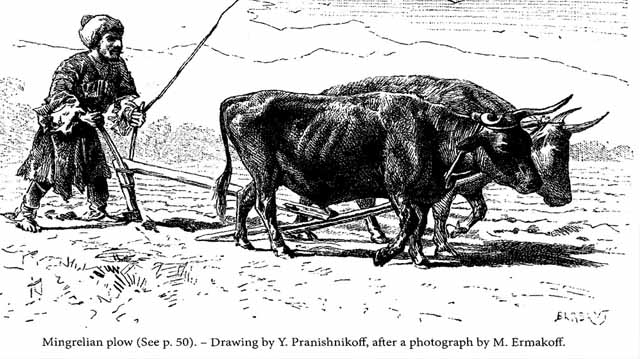 Mingrelian plow (See p. 50). – Drawing by Y. Pranishnikoff, after a photograph by M. Ermakoff.